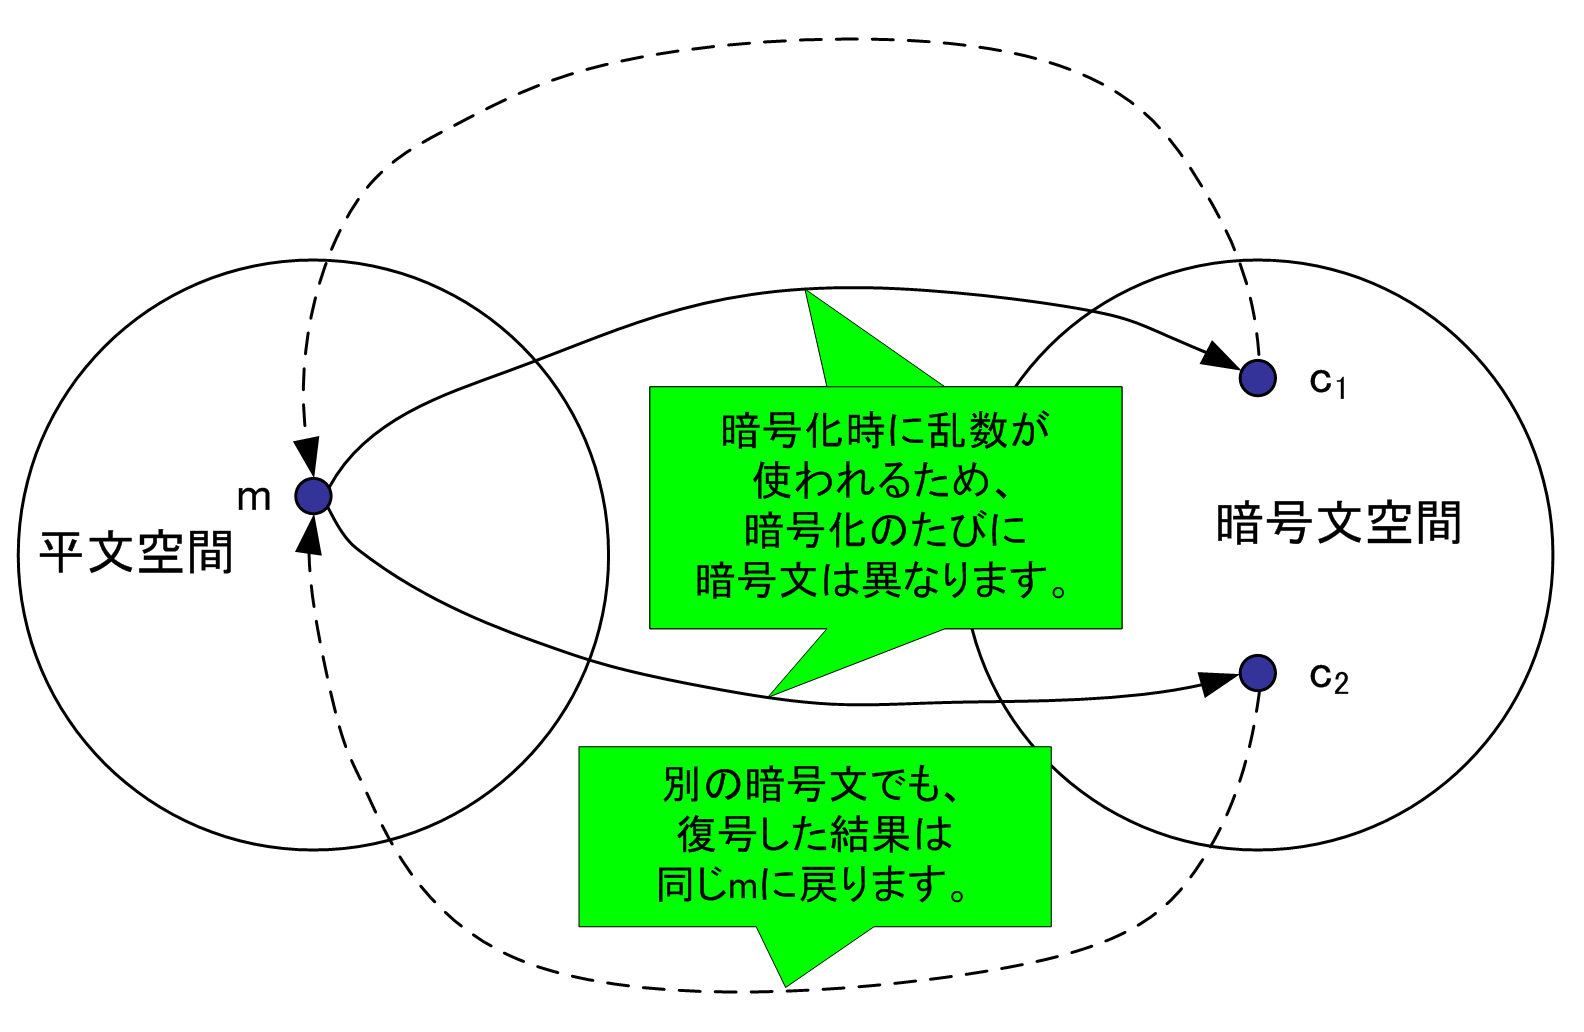 c1
暗号化時に乱数が
使われるため、
暗号化のたびに
暗号文は異なります。
m
平文空間
暗号文空間
c2
別の暗号文でも、
復号した結果は
同じmに戻ります。